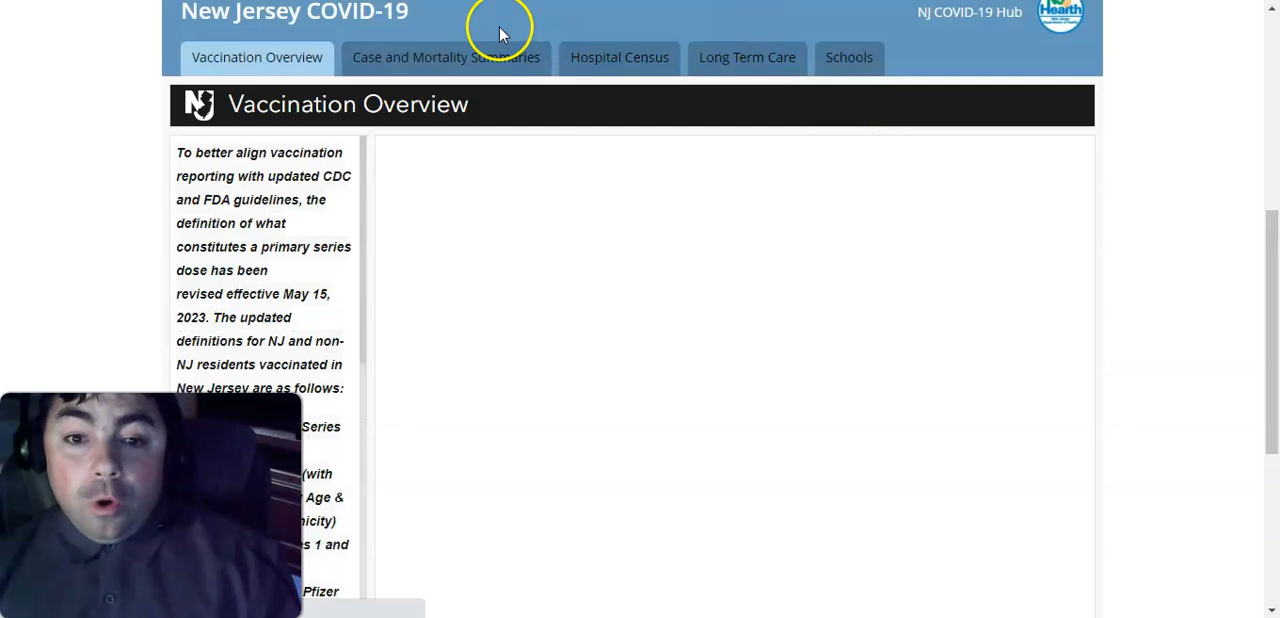 New Jersey COVID-19
NJ COVID-19 Hub
Health
Vaccination Overview
Case and Mortality Summaries
Hospital Census
Long Term Care
Schools
NJ
Vaccination Overview
To better align vaccination
reporting with updated CDC
and FDA guidelines, the
definition of what
constitutes a primary series
dose has been
revised effective May 15,
2023. The updated
definitions for NJ and non-
NJ residents vaccinated in
New Jersey are as follows:
Series
(with
Age &
nicity)
s 1 and
Pfizer